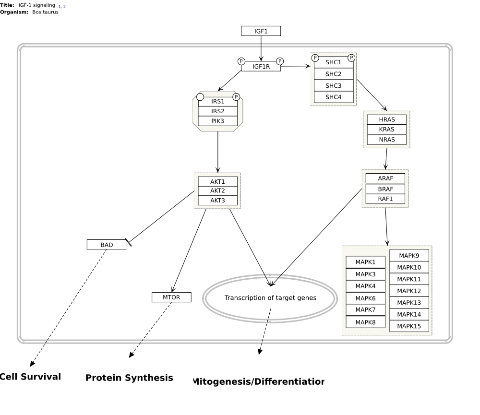 Title: IGF-1 signaling
Organism: Bos taurus
IGF1
P
P
IGF1R
P
P
SHC1
SHC2
SHC3
SHC4
P
IRS1
IRS2
PIK3
HRAS
KRAS
NRAS
AKT1
AKT2
AKT3
ARAF
BRAF
RAF1
BAD
MTOR
Transcription of target genes
MAPK1
MAPK3
MAPK4
MAPK6
MAPK7
MAPK8
MAPK9
MAPK10
MAPK11
MAPK12
MAPK13
MAPK14
MAPK15
Cell Survival
Protein Synthesis
Mitogenesis/Differentiation